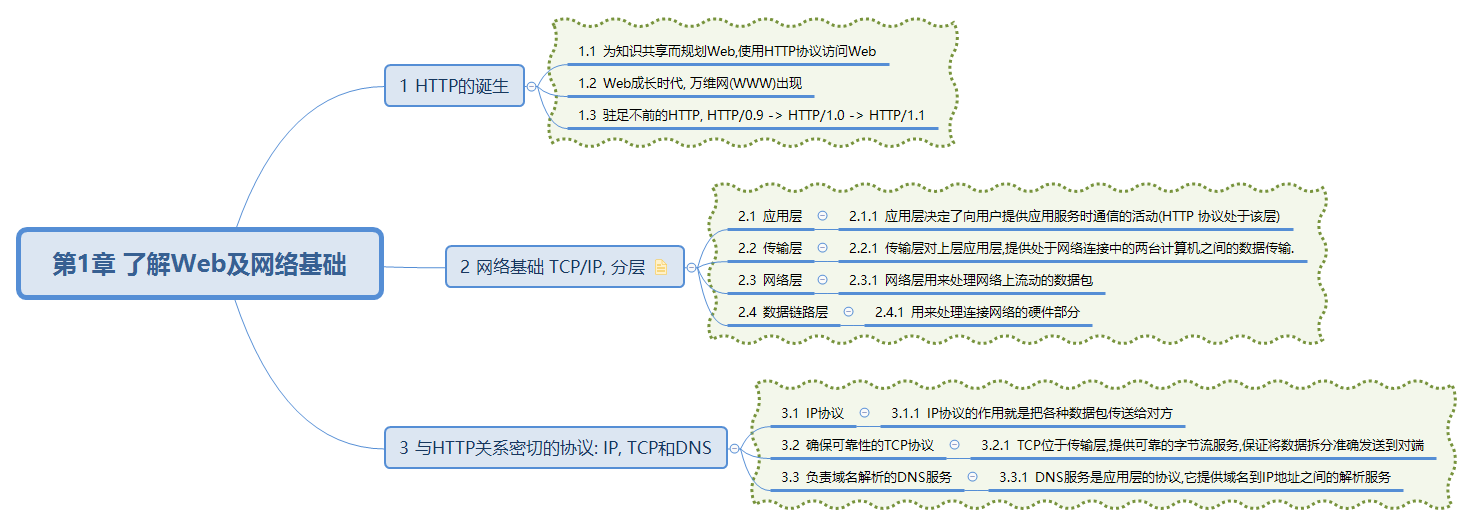 第1章 了解Web及网络基础
1 HTTP的诞生
1.1 为知识共享而规划Web,使用HTTP协议访问Web
1.2 Web成长时代, 万维网(WWW)出现
1.3 驻足不前的HTTP, HTTP/0.9 -> HTTP/1.0 -> HTTP/1.1
2 网络基础 TCP/IP, 分层
2.1 应用层
2.1.1 应用层决定了向用户提供应用服务时通信的活动(HTTP 协议处于该层)
2.2 传输层
2.2.1 传输层对上层应用层,提供处于网络连接中的两台计算机之间的数据传输.
2.3 网络层
2.3.1 网络层用来处理网络上流动的数据包
2.4 数据链路层
2.4.1 用来处理连接网络的硬件部分
3 与HTTP关系密切的协议: IP, TCP和DNS
3.1 IP协议
3.1.1 IP协议的作用就是把各种数据包传送给对方
3.2 确保可靠性的TCP协议
3.2.1 TCP位于传输层,提供可靠的字节流服务,保证将数据拆分准确发送到对端
3.3 负责域名解析的DNS服务
3.3.1 DNS服务是应用层的协议,它提供域名到IP地址之间的解析服务